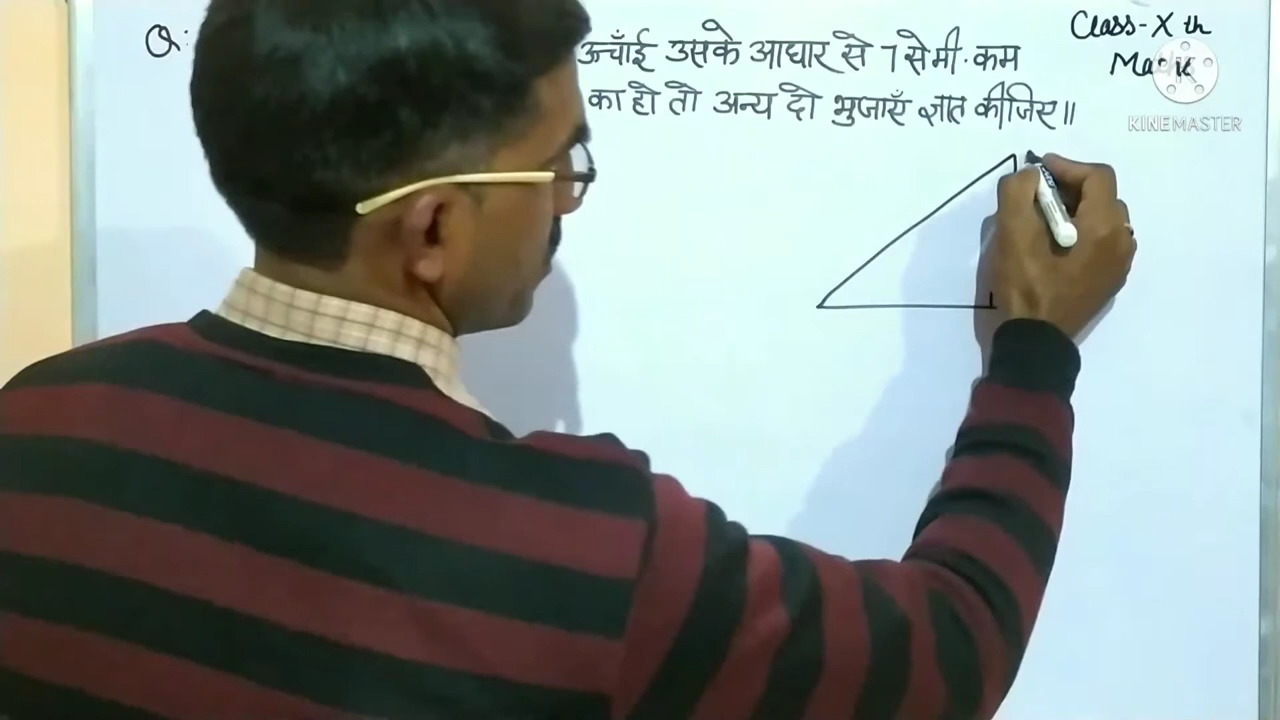 Q:
ऊँचाई उसके आधार से 7 सेमी. कम
का हो तो अन्य दो भुजाएँ ज्ञात कीजिए॥
Class-X th
KINEMASTER